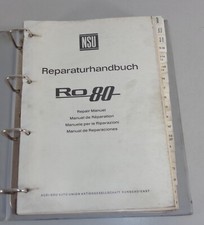 NSU
Reparaturhandbuch
Ro 80
Repair Manual
Manuel de Réparation
Manuale per la Riparazione
Manual de Reparaciones